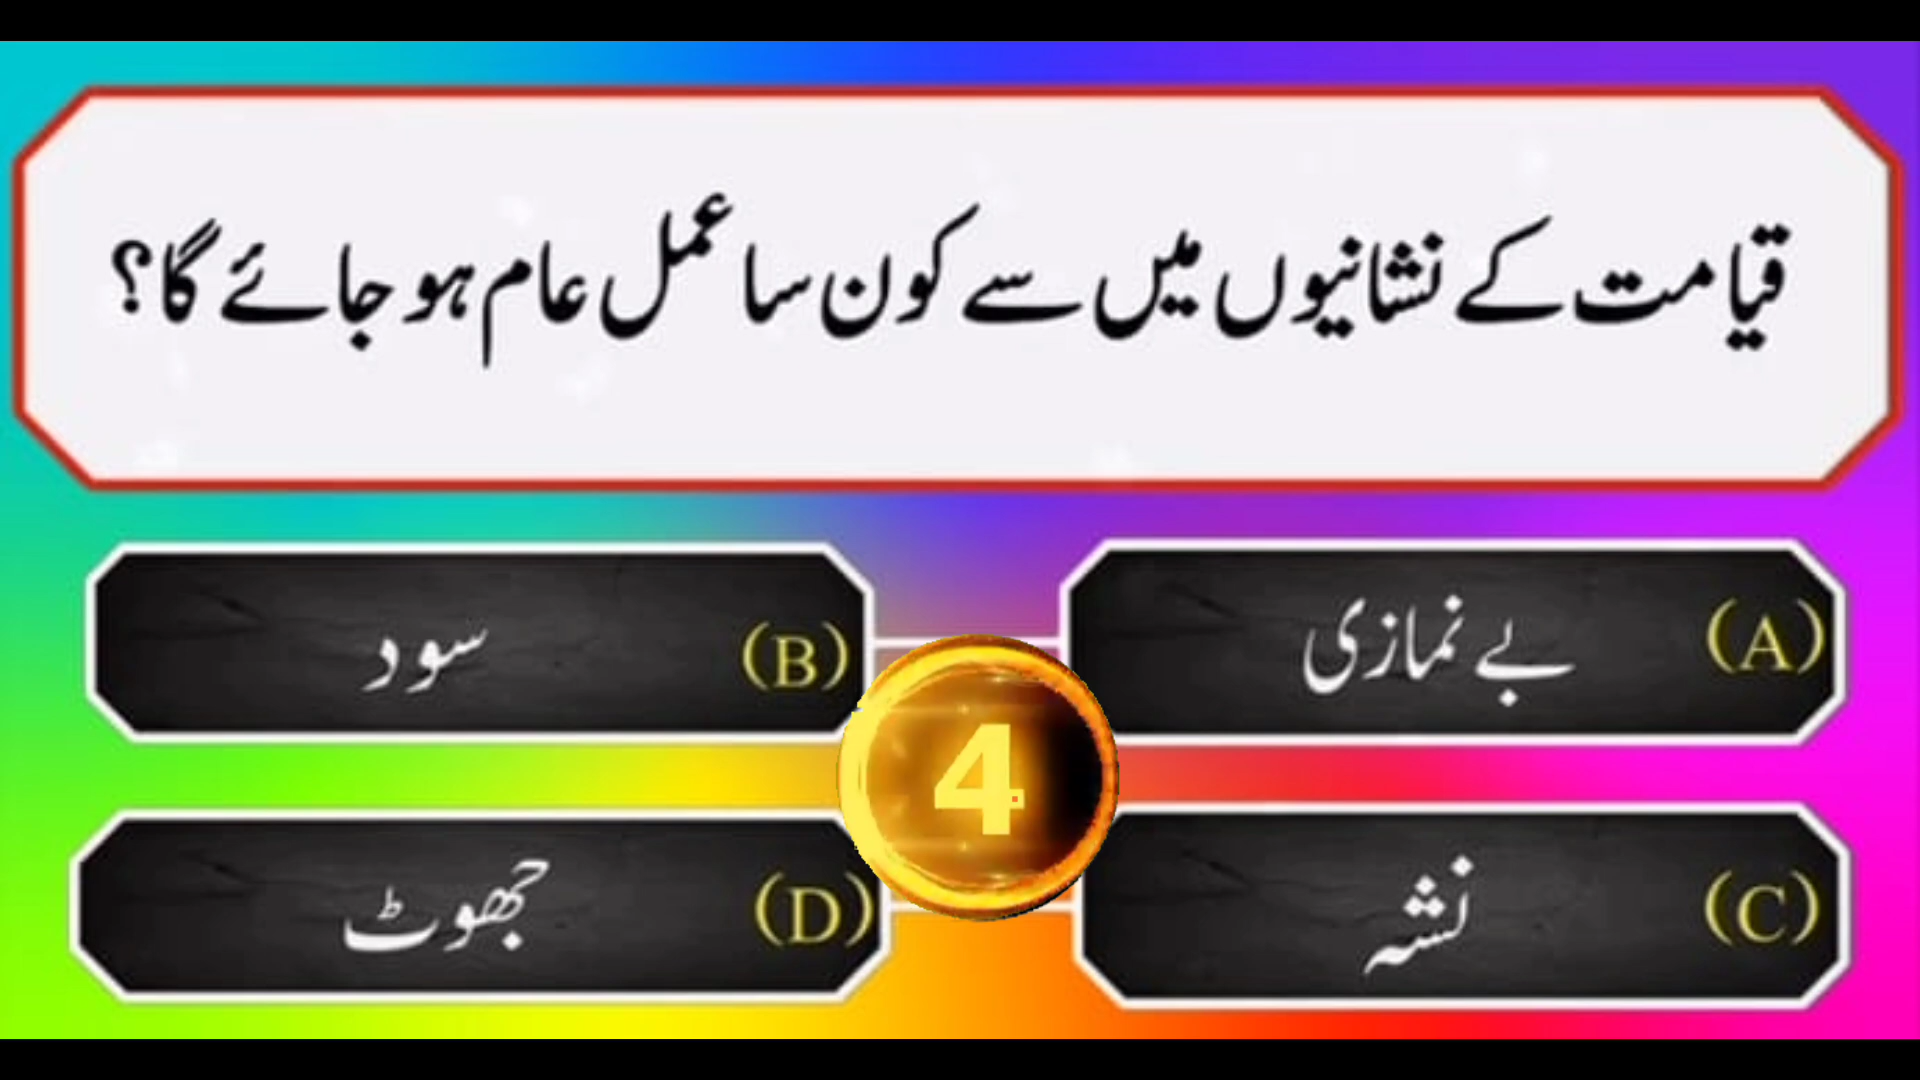 قیامت کے نشانیوں میں سے کون سا عمل عام ہو جائے گا؟
(A) بے نمازی
(B) سود
4
(C) نشہ
(D) جھوٹ